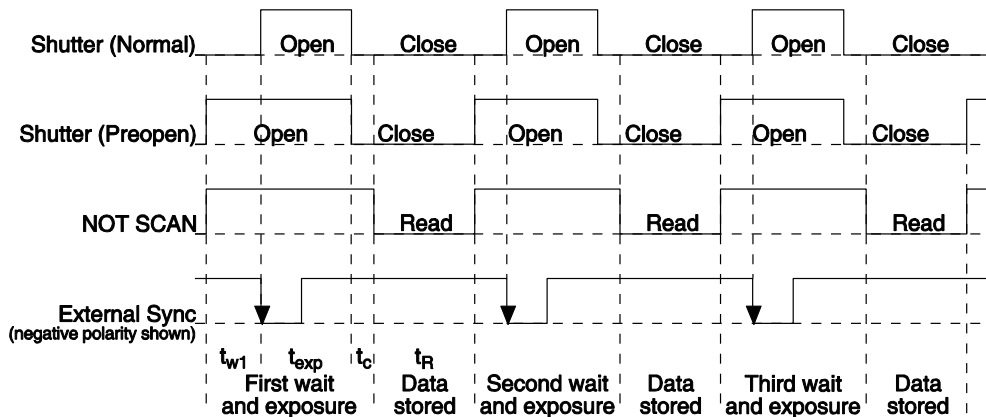 Shutter (Normal) Open Close Open Close Open Close
Shutter (Preopen) Open Close Open Close Open Close
NOT SCAN Read Read Read
External Sync
(negative polarity shown)
tw1 texp tc tR
First wait Data Second wait Data Third wait Data
and exposure stored and exposure stored and exposure stored